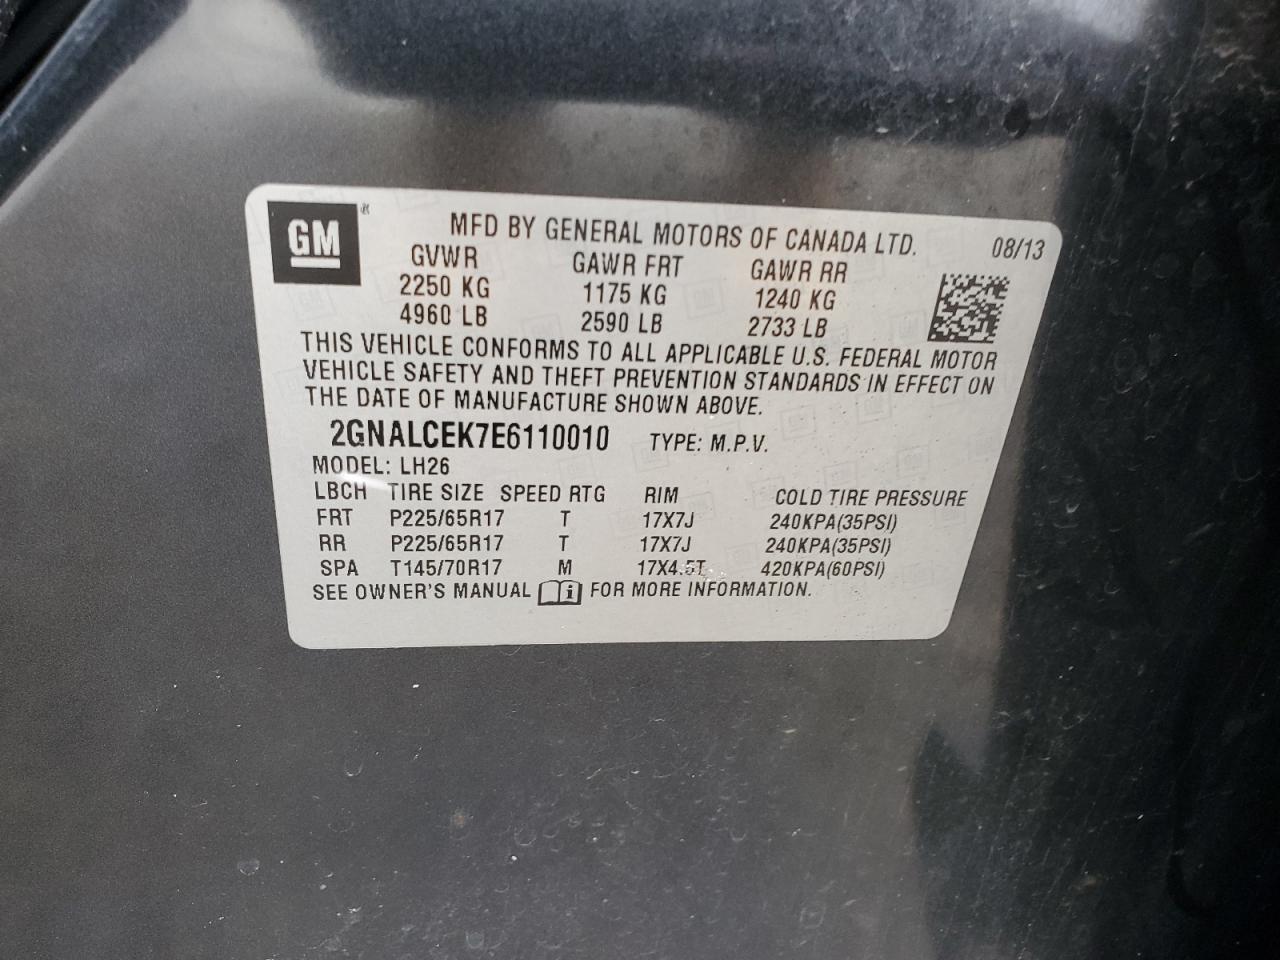 GM MFD BY GENERAL MOTORS OF CANADA LTD. 08/13
GVWR GAWR FRT GAWR RR
2250 KG 1175 KG 1240 KG
4960 LB 2590 LB 2733 LB
THIS VEHICLE CONFORMS TO ALL APPLICABLE U.S. FEDERAL MOTOR
VEHICLE SAFETY AND THEFT PREVENTION STANDARDS IN EFFECT ON
THE DATE OF MANUFACTURE SHOWN ABOVE.
2GNALCEK7E6110010 TYPE: M.P.V.
MODEL: LH26
LBCH TIRE SIZE SPEED RTG RIM COLD TIRE PRESSURE
FRT P225/65R17 T 17X7J 240KPA(35PSI)
RR P225/65R17 T 17X7J 240KPA(35PSI)
SPA T145/70R17 M 17X4.5T 420KPA(60PSI)
SEE OWNER'S MANUAL i FOR MORE INFORMATION.